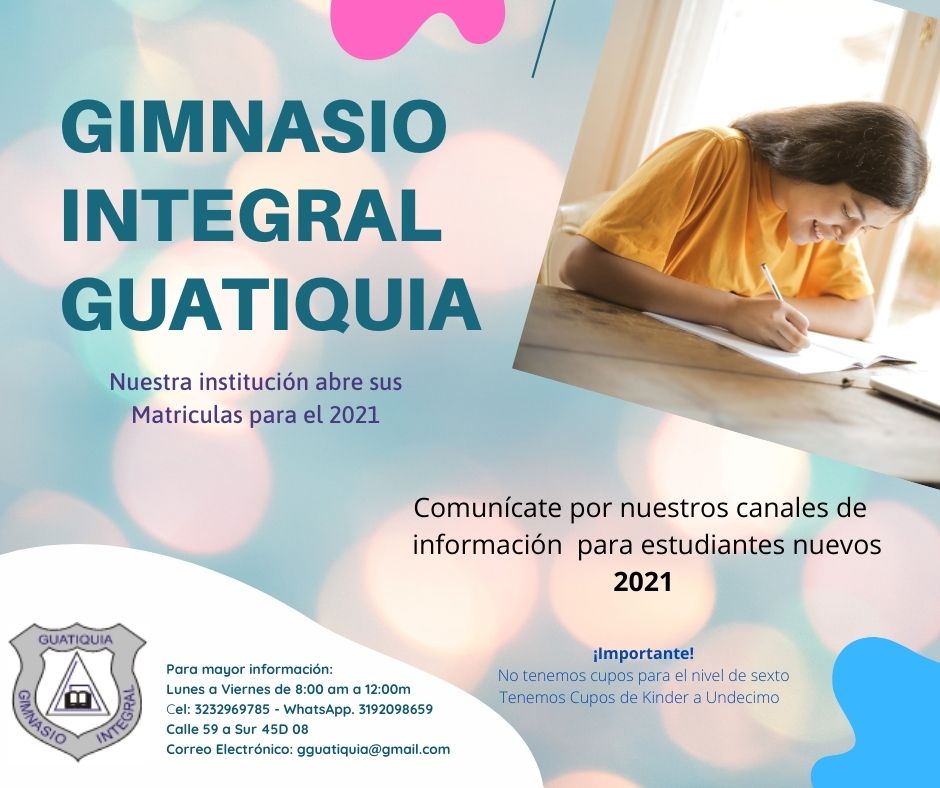 GIMNASIO
INTEGRAL
GUATIQUIA
Nuestra institución abre sus
Matriculas para el 2021
Comunícate por nuestros canales de
información para estudiantes nuevos
2021
¡Importante!
No tenemos cupos para el nivel de sexto
Tenemos Cupos de Kinder a Undecimo
GUATIQUIA
GIMNASIO
INTEGRAL
Para mayor información:
Lunes a Viernes de 8:00 am a 12:00m
Cel: 3232969785 - WhatsApp. 3192098659
Calle 59 a Sur 45D 08
Correo Electrónico: gguatiquia@gmail.com